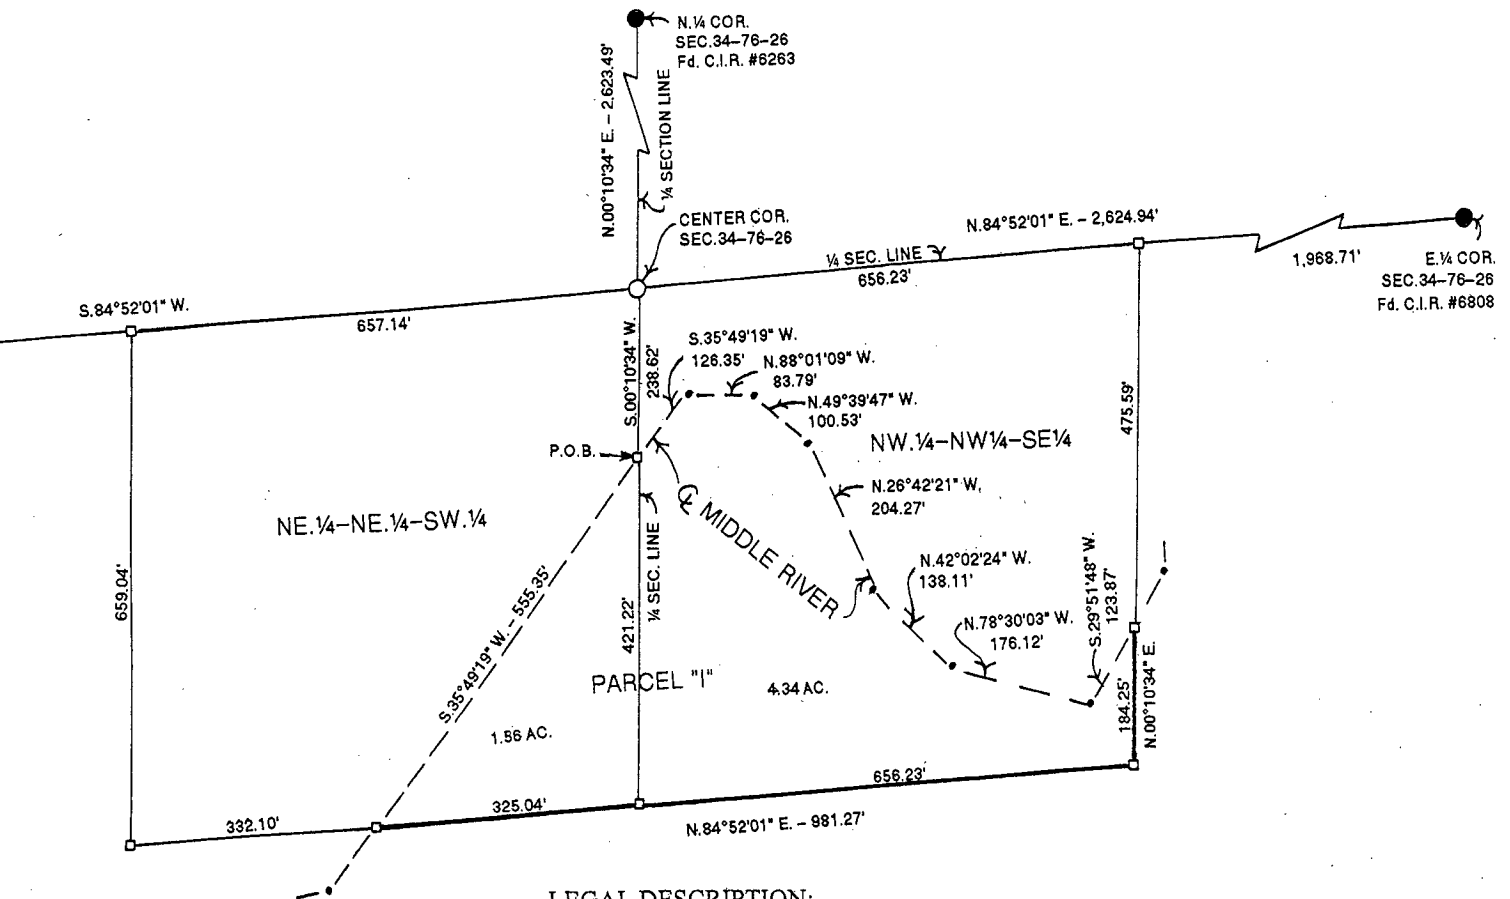 N.¼ COR.
SEC.34–76–26
Fd. C.I.R. #6263
N.00°10'34" E. – 2,623.49'
¼ SECTION LINE
CENTER COR.
SEC.34–76–26
N.84°52'01" E. – 2,624.94'
¼ SEC. LINE
656.23'
1,968.71'
E.¼ COR.
SEC.34–76–26
Fd. C.I.R. #6808
S.84°52'01" W.
657.14'
S.00°10'34" W.
238.62'
S.35°49'19" W.
126.35'
N.88°01'09" W.
83.79'
N.49°39'47" W.
100.53'
475.59'
NW.¼–NW¼–SE¼
P.O.B.
N.26°42'21" W,
204.27'
℄ MIDDLE RIVER
NE.¼–NE.¼–SW.¼
659.04'
S.35°49'19" W. – 555.35'
421.22'
¼ SEC. LINE
N.42°02'24" W.
138.11'
N.78°30'03" W.
176.12'
S.29°51'48" W.
123.87'
184.25'
N.00°10'34" E.
PARCEL "I"
4.34 AC.
1.56 AC.
656.23'
325.04'
332.10'
N.84°52'01" E. – 981.27'
LEGAL DESCRIPTION: